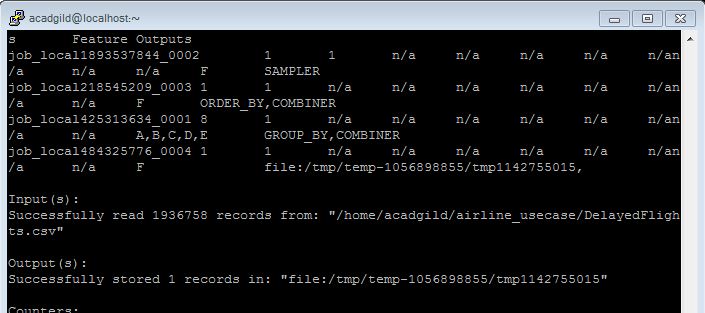 acadgild@localhost:~
s       Feature Outputs
job_local1893537844_0002        1       1       n/a     n/a     n/a     n/a     n/an
/a      n/a     n/a     F       SAMPLER
job_local218545209_0003 1       1       n/a     n/a     n/a     n/a     n/a     n/an
/a      n/a     F       ORDER_BY,COMBINER
job_local425313634_0001 8       1       n/a     n/a     n/a     n/a     n/a     n/an
/a      n/a     A,B,C,D,E       GROUP_BY,COMBINER
job_local484325776_0004 1       1       n/a     n/a     n/a     n/a     n/a     n/an
/a      n/a     F               file:/tmp/temp-1056898855/tmp1142755015,
Input(s):
Successfully read 1936758 records from: "/home/acadgild/airline_usecase/DelayedFligh
ts.csv"
Output(s):
Successfully stored 1 records in: "file:/tmp/temp-1056898855/tmp1142755015"
Counters: